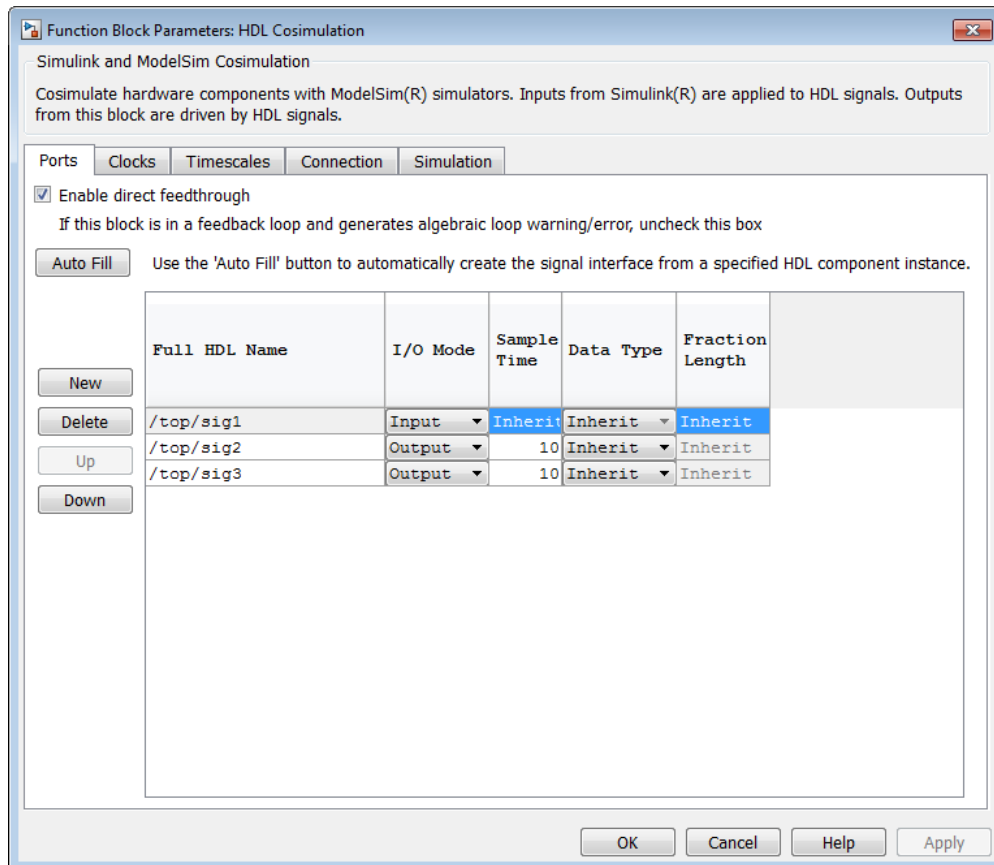 Function Block Parameters: HDL Cosimulation
Simulink and ModelSim Cosimulation
Cosimulate hardware components with ModelSim(R) simulators. Inputs from Simulink(R) are applied to HDL signals. Outputs
from this block are driven by HDL signals.
Ports Clocks Timescales Connection Simulation
Enable direct feedthrough
If this block is in a feedback loop and generates algebraic loop warning/error, uncheck this box
Auto Fill Use the 'Auto Fill' button to automatically create the signal interface from a specified HDL component instance.
Full HDL Name I/O Mode Sample Time Data Type Fraction Length
New
Delete /top/sig1 Input Inherit Inherit Inherit
/top/sig2 Output 10 Inherit Inherit
Up
/top/sig3 Output 10 Inherit Inherit
Down
OK Cancel Help Apply